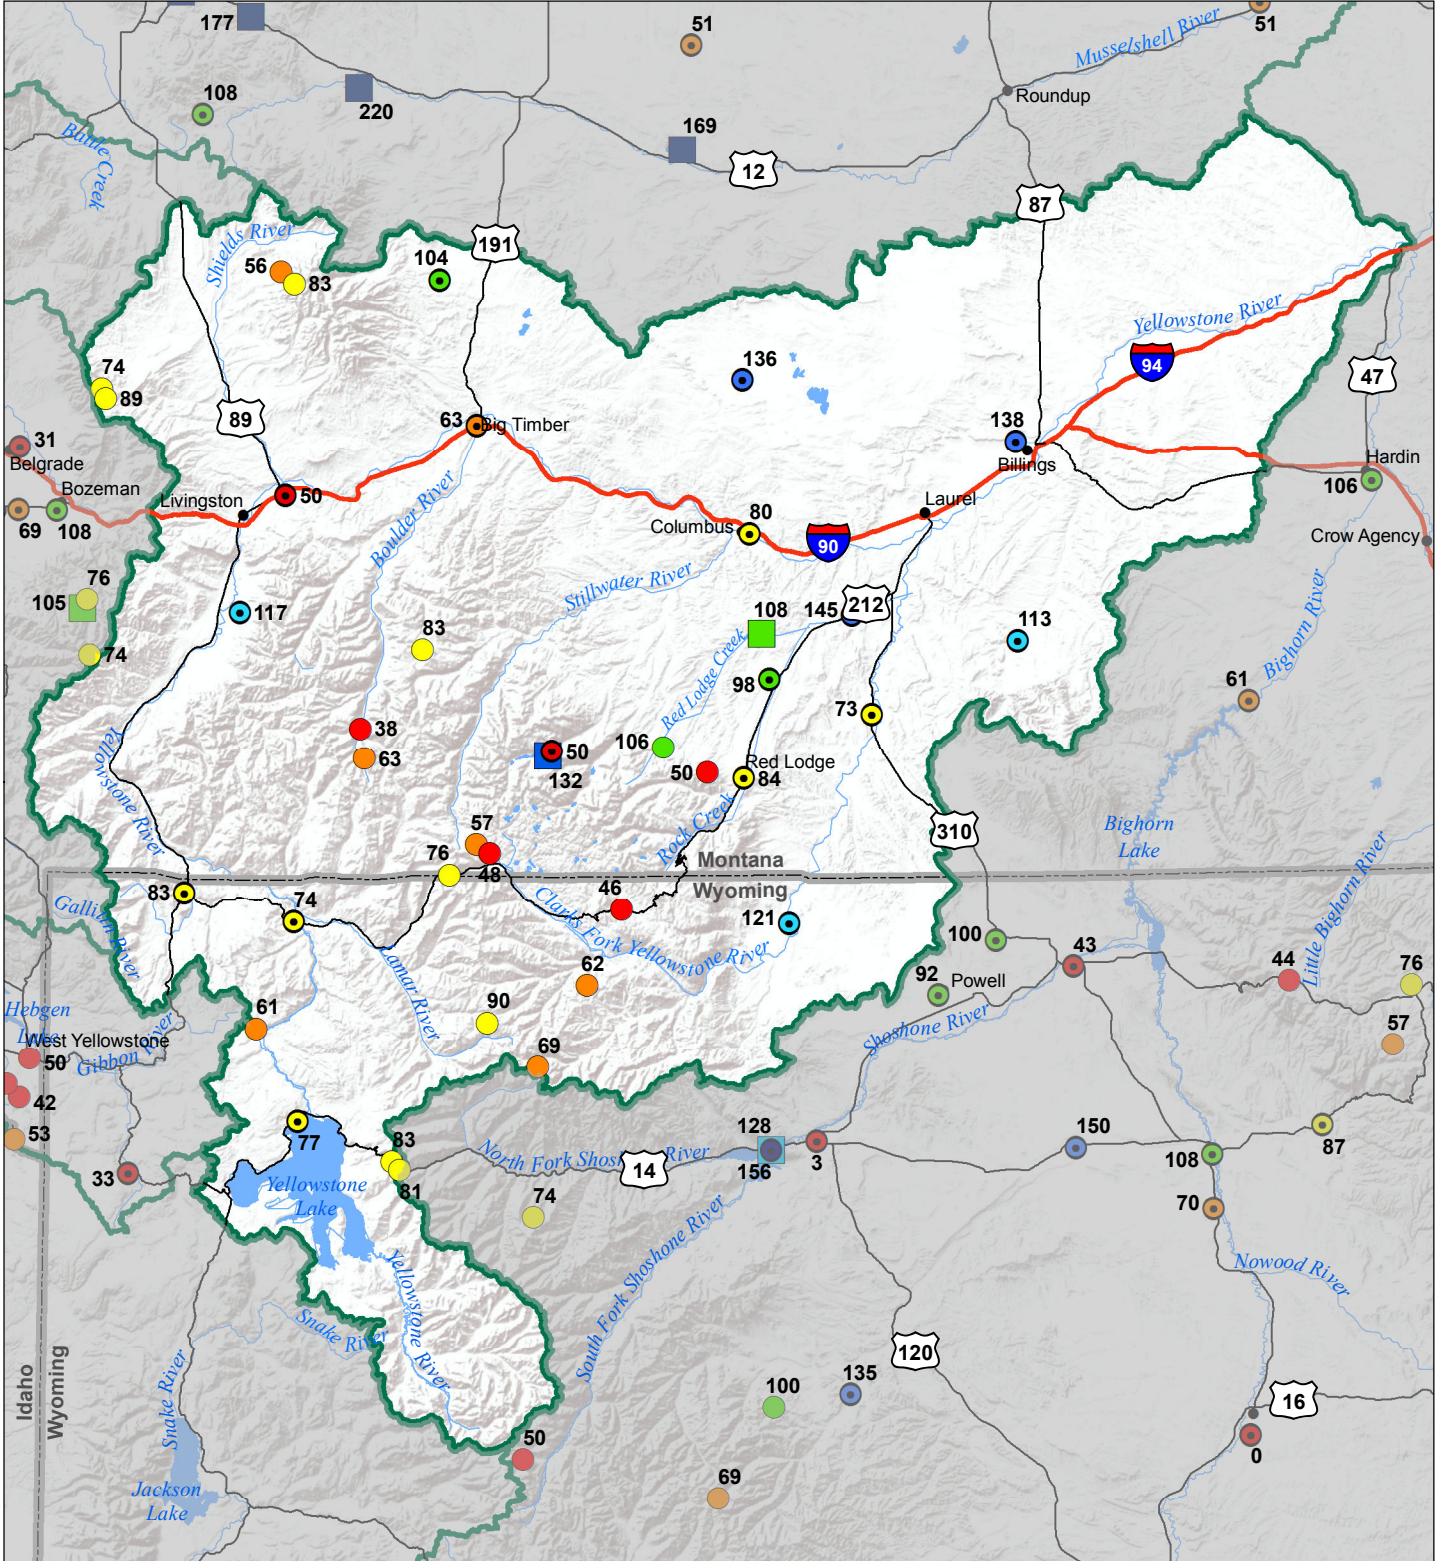 177
51
51
Musselshell River
108
220
Roundup
Battle Creek
169
12
87
191
Shields River
56
83
104
Yellowstone River
74
89
136
94
47
89
63
Big Timber
138
Billings
31
Belgrade
Hardin
Bozeman
Livingston
50
106
69
108
Laurel
80
Columbus
90
Crow Agency
Boulder River
Stillwater River
76
105
117
108
145
212
113
83
74
Red Lodge Creek
98
61
Bighorn River
73
38
63
Yellowstone River
50
132
106
50
Red Lodge
84
57
Rock Creek
310
Bighorn
Lake
76
48
Montana
Wyoming
83
74
46
Clarks Fork Yellowstone River
121
Gallitin River
Little Bighorn River
100
43
44
76
62
92
Powell
Lamar River
90
Hebgen
Lake
61
West Yellowstone
Gibbon River
50
Shoshone River
57
69
42
53
77
83
81
33
Yellowstone
Lake
North Fork Shoshone River
14
128
156
3
150
108
87
74
70
South Fork Shoshone River
Nowood River
Yellowstone River
Snake River
Snake River
120
Idaho
Wyoming
100
135
16
0
50
69
Jackson
Lake